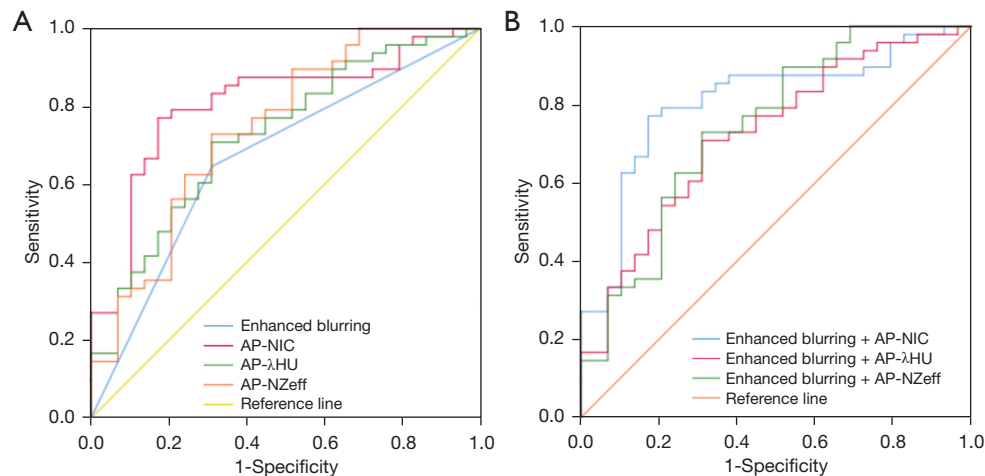 A
Sensitivity
1.0
0.8
0.6
0.4
0.2
0.0
Enhanced blurring
AP-NIC
AP-λHU
AP-NZeff
Reference line
0.0 0.2 0.4 0.6 0.8 1.0
1-Specificity
B
Sensitivity
1.0
0.8
0.6
0.4
0.2
0.0
Enhanced blurring + AP-NIC
Enhanced blurring + AP-λHU
Enhanced blurring + AP-NZeff
Reference line
0.0 0.2 0.4 0.6 0.8 1.0
1-Specificity